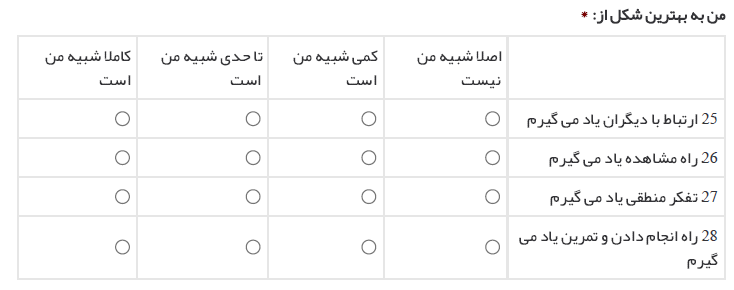 من به بهترین شکل از: *
اصلا شبیه من نیست
کمی شبیه من است
تا حدی شبیه من است
کاملا شبیه من است
25 ارتباط با دیگران یاد می گیرم
26 راه مشاهده یاد می گیرم
27 تفکر منطقی یاد می گیرم
28 راه انجام دادن و تمرین یاد می
گیرم